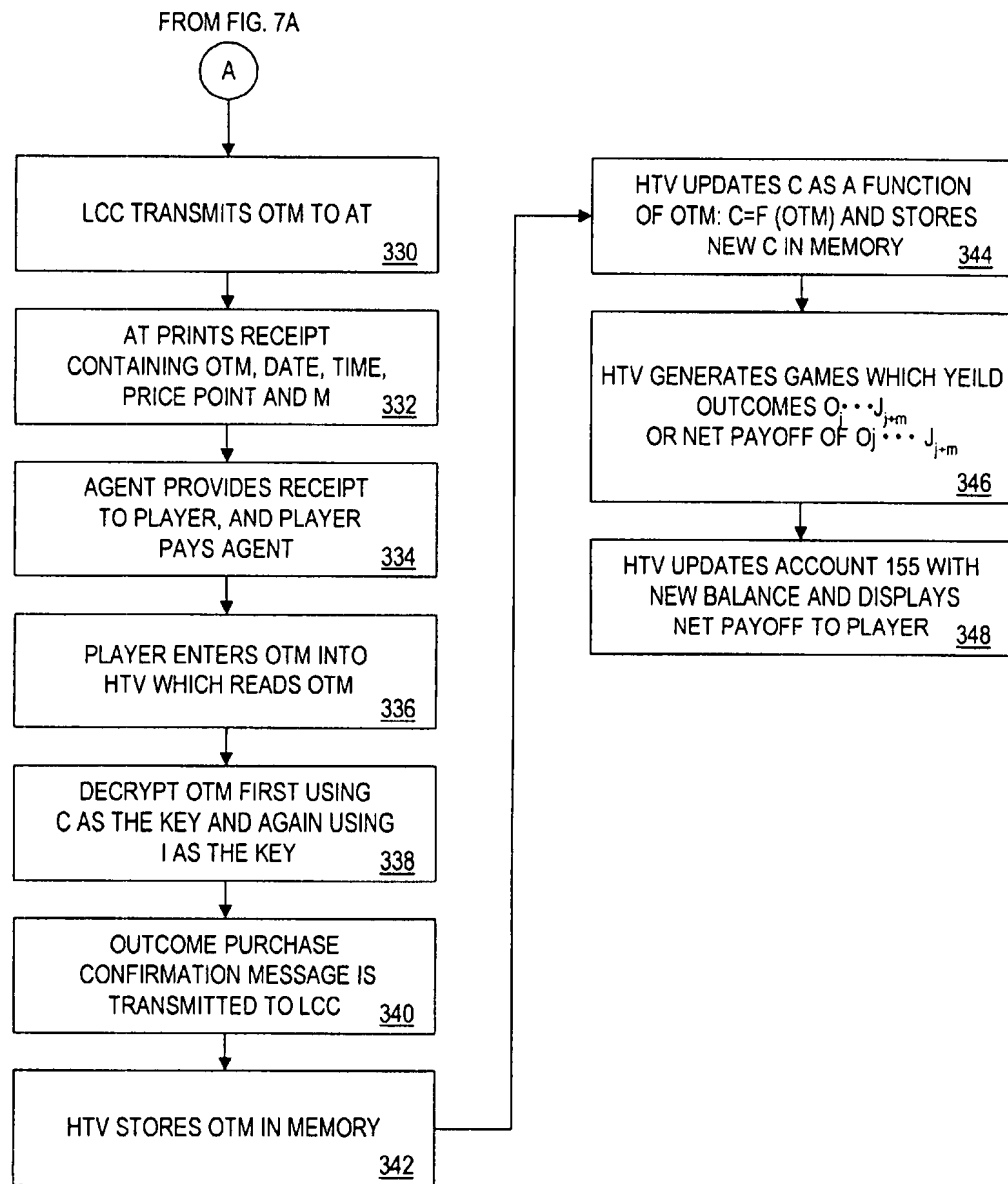 FROM FIG. 7A
A
LCC TRANSMITS OTM TO AT
330
AT PRINTS RECEIPT
CONTAINING OTM, DATE, TIME,
PRICE POINT AND M
332
AGENT PROVIDES RECEIPT
TO PLAYER, AND PLAYER
PAYS AGENT
334
PLAYER ENTERS OTM INTO
HTV WHICH READS OTM
336
DECRYPT OTM FIRST USING
C AS THE KEY AND AGAIN USING
I AS THE KEY
338
OUTCOME PURCHASE
CONFIRMATION MESSAGE IS
TRANSMITTED TO LCC
340
HTV STORES OTM IN MEMORY
342
HTV UPDATES C AS A FUNCTION
OF OTM: C=F (OTM) AND STORES
NEW C IN MEMORY
344
HTV GENERATES GAMES WHICH YEILD
OUTCOMES Oj···Jj+m
OR NET PAYOFF OF Oj ··· Jj+m
346
HTV UPDATES ACCOUNT 155 WITH
NEW BALANCE AND DISPLAYS
NET PAYOFF TO PLAYER
348